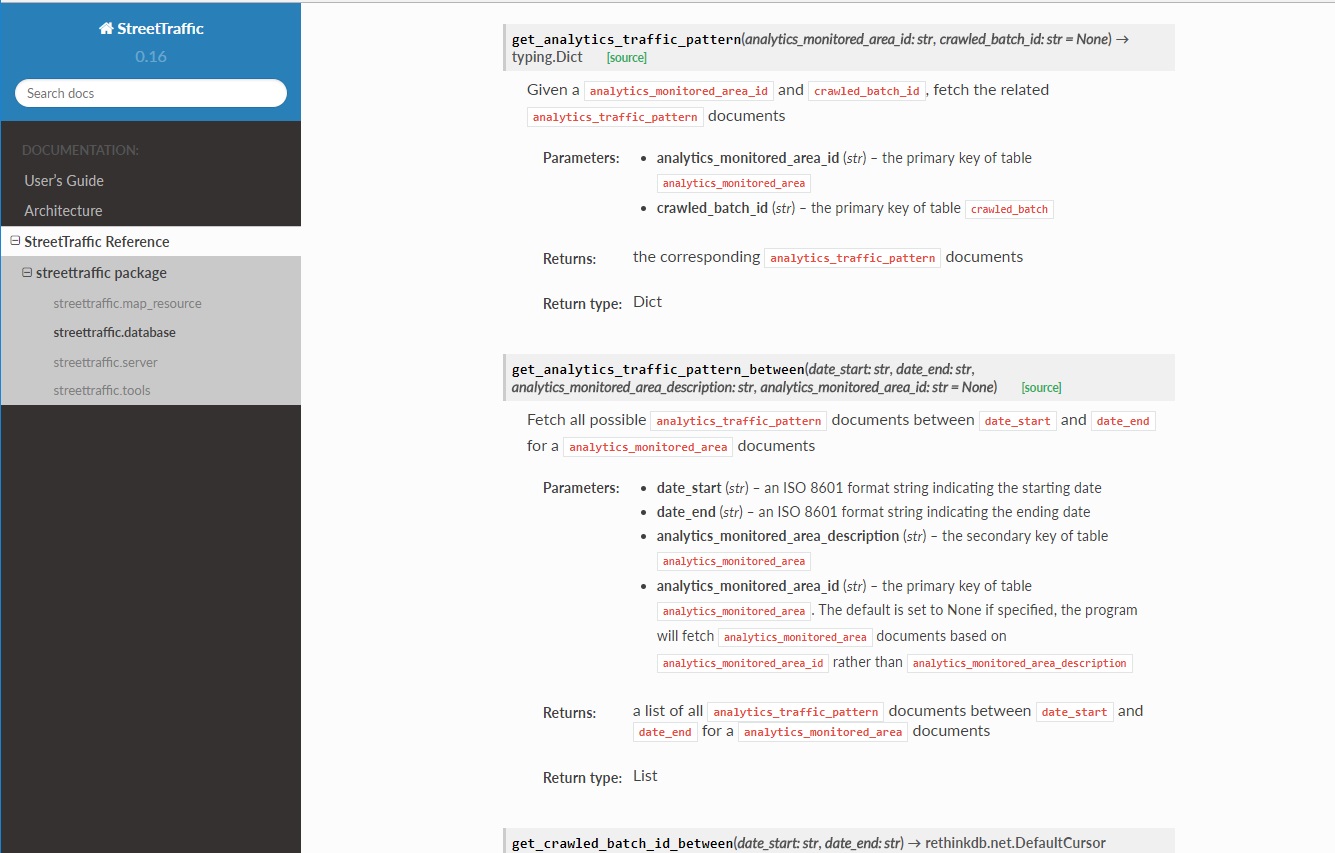 StreetTraffic
0.16
Search docs
DOCUMENTATION:
User's Guide
Architecture
StreetTraffic Reference
streettraffic package
streettraffic.map_resource
streettraffic.database
streettraffic.server
streettraffic.tools
get_analytics_traffic_pattern(analytics_monitored_area_id: str, crawled_batch_id: str = None) →
typing.Dict [source]
Given a analytics_monitored_area_id and crawled_batch_id, fetch the related
analytics_traffic_pattern documents
Parameters: • analytics_monitored_area_id (str) – the primary key of table
analytics_monitored_area
• crawled_batch_id (str) – the primary key of table crawled_batch
Returns: the corresponding analytics_traffic_pattern documents
Return type: Dict
get_analytics_traffic_pattern_between(date_start: str, date_end: str,
analytics_monitored_area_description: str, analytics_monitored_area_id: str = None) [source]
Fetch all possible analytics_traffic_pattern documents between date_start and date_end
for a analytics_monitored_area documents
Parameters: • date_start (str) – an ISO 8601 format string indicating the starting date
• date_end (str) – an ISO 8601 format string indicating the ending date
• analytics_monitored_area_description (str) – the secondary key of table
analytics_monitored_area
• analytics_monitored_area_id (str) – the primary key of table
analytics_monitored_area . The default is set to None if specified, the program
will fetch analytics_monitored_area documents based on
analytics_monitored_area_id rather than analytics_monitored_area_description
Returns: a list of all analytics_traffic_pattern documents between date_start and
date_end for a analytics_monitored_area documents
Return type: List
get_crawled_batch_id_between(date_start: str, date_end: str) → rethinkdb.net.DefaultCursor